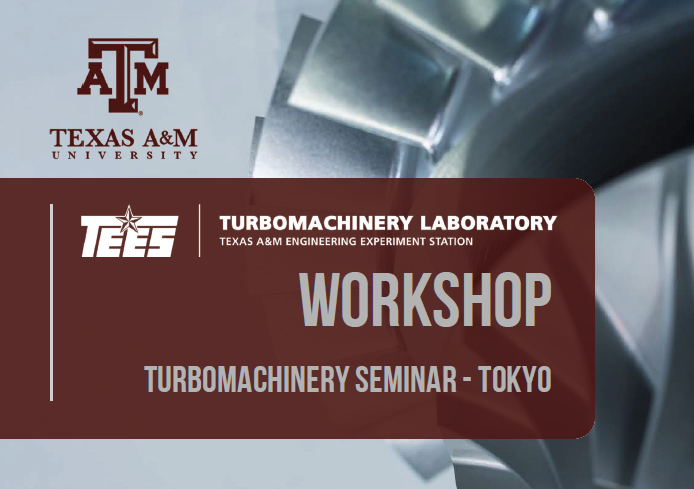 ATM
TEXAS A&M
UNIVERSITY
TEES
TURBOMACHINERY LABORATORY
TEXAS A&M ENGINEERING EXPERIMENT STATION
WORKSHOP
TURBOMACHINERY SEMINAR - TOKYO